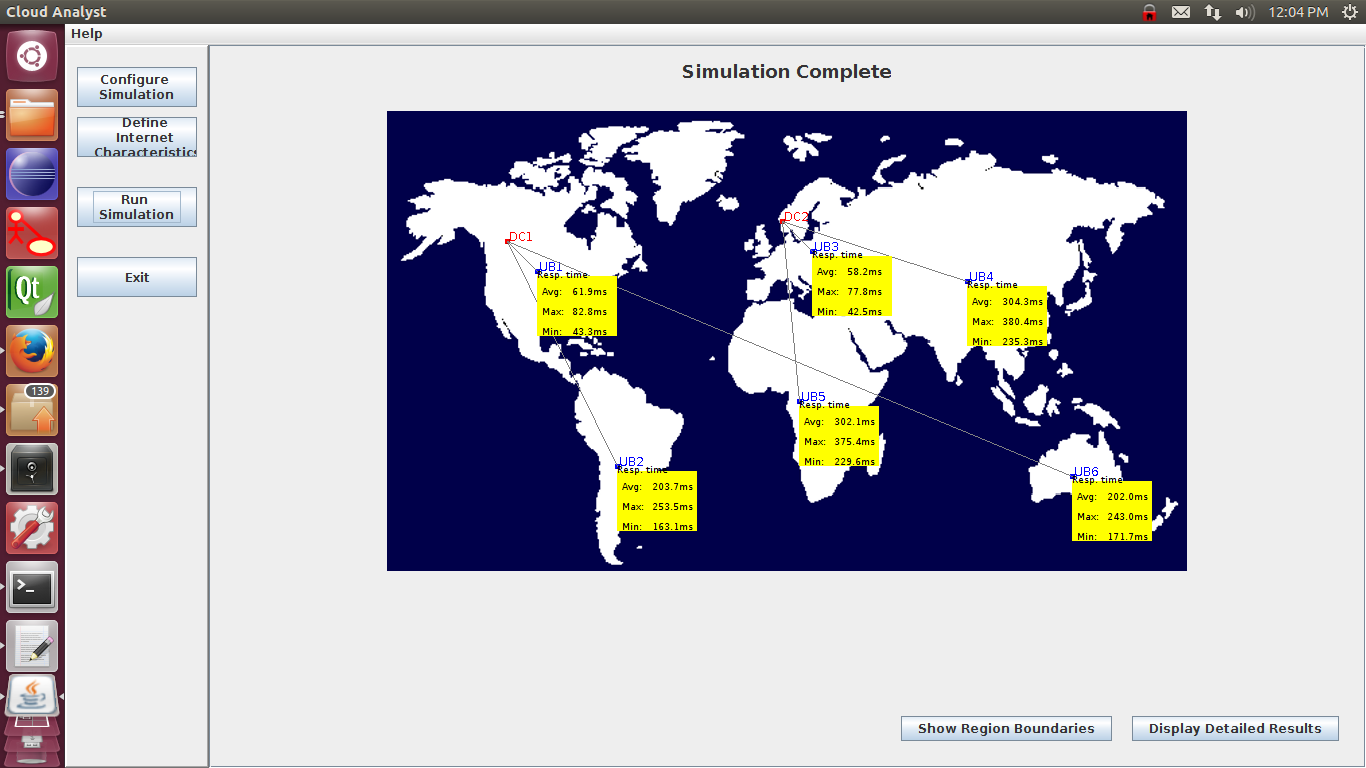 Cloud Analyst
12:04 PM
Help
Configure
Simulation
Define
Internet
Characteristics
Run
Simulation
Exit
Qt
139
>_
Simulation Complete
DC1
UB1
Resp. time
Avg: 61.9ms
Max: 82.8ms
Min: 43.3ms
UB2
Resp. time
Avg: 203.7ms
Max: 253.5ms
Min: 163.1ms
DC2
UB3
Resp. time
Avg: 58.2ms
Max: 77.8ms
Min: 42.5ms
UB4
Resp. time
Avg: 304.3ms
Max: 380.4ms
Min: 235.3ms
UB5
Resp. time
Avg: 302.1ms
Max: 375.4ms
Min: 229.6ms
UB6
Resp. time
Avg: 202.0ms
Max: 243.0ms
Min: 171.7ms
Show Region Boundaries
Display Detailed Results